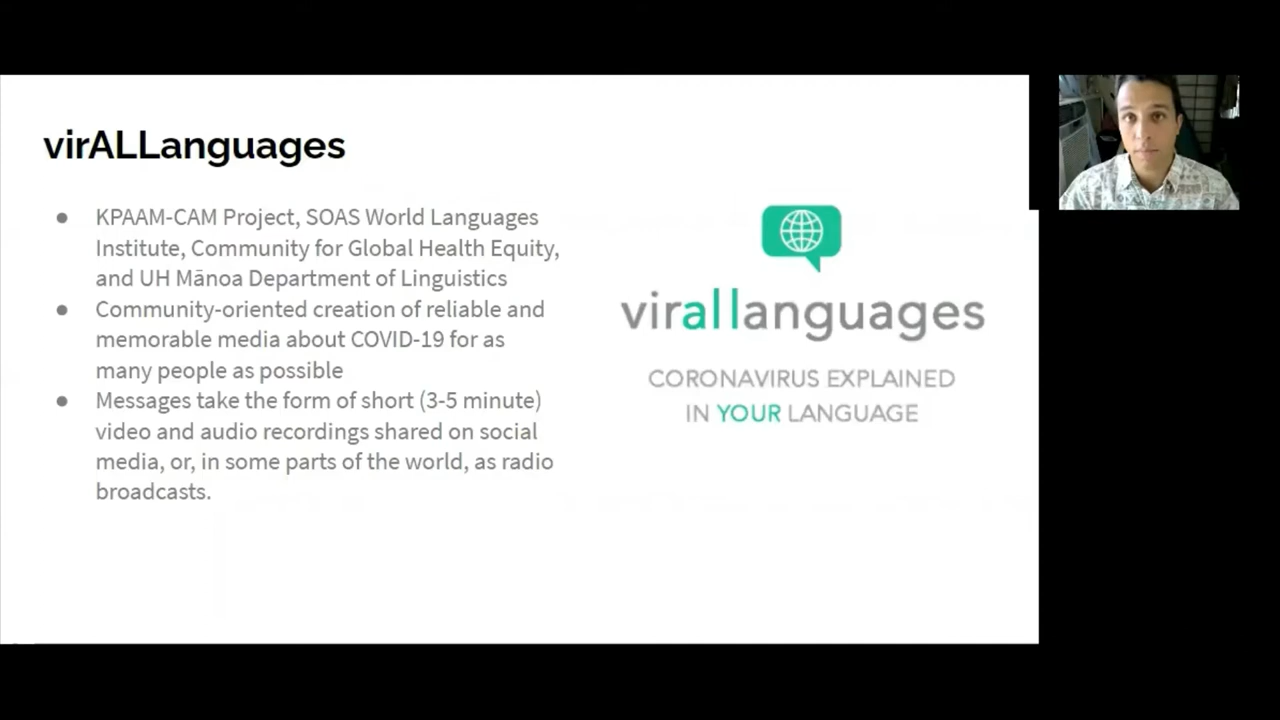 virALLanguages
● KPAAM-CAM Project, SOAS World Languages
Institute, Community for Global Health Equity,
and UH Mānoa Department of Linguistics
● Community-oriented creation of reliable and
memorable media about COVID-19 for as
many people as possible
● Messages take the form of short (3-5 minute)
video and audio recordings shared on social
media, or, in some parts of the world, as radio
broadcasts.
virallanguages
CORONAVIRUS EXPLAINED
IN YOUR LANGUAGE